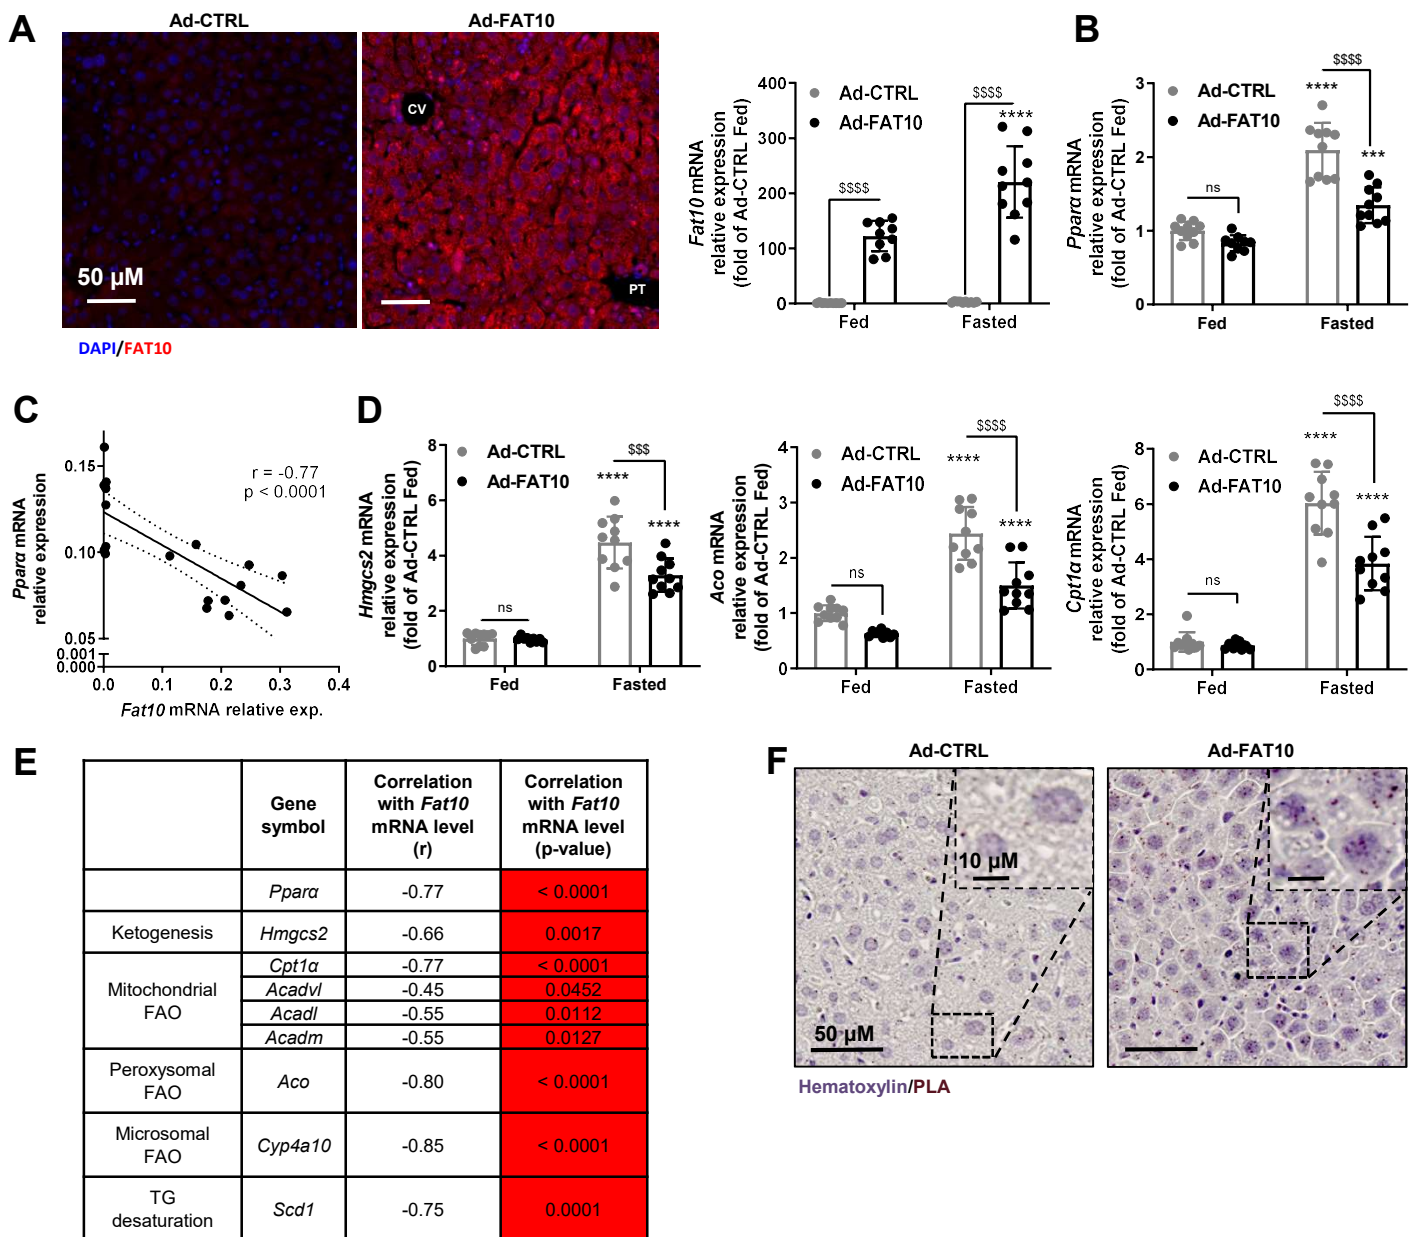 A
Ad-CTRL
Ad-FAT10
CV
PT
50 µM
DAPI/FAT10
Fat10 mRNA
relative expression
(fold of Ad-CTRL Fed)
400
300
200
100
0
Ad-CTRL
Ad-FAT10
$$$$
$$$$
****
Fed
Fasted
B
Pparα mRNA
relative expression
(fold of Ad-CTRL Fed)
3
2
1
0
Ad-CTRL
Ad-FAT10
ns
$$$$
****
***
Fed
Fasted
C
Pparα mRNA
relative expression
0.15
0.10
0.05
0.001
0.000
r = -0.77
p < 0.0001
0.0
0.1
0.2
0.3
0.4
Fat10 mRNA relative exp.
D
Hmgcs2 mRNA
relative expression
(fold of Ad-CTRL Fed)
8
6
4
2
0
Ad-CTRL
Ad-FAT10
ns
$$$
****
****
Fed
Fasted
Aco mRNA
relative expression
(fold of Ad-CTRL Fed)
4
3
2
1
0
Ad-CTRL
Ad-FAT10
ns
$$$$
****
****
Fed
Fasted
Cpt1α mRNA
relative expression
(fold of Ad-CTRL Fed)
8
6
4
2
0
Ad-CTRL
Ad-FAT10
ns
$$$$
****
****
Fed
Fasted
E
Gene
symbol
Correlation
with Fat10
mRNA level
(r)
Correlation
with Fat10
mRNA level
(p-value)
Pparα
-0.77
< 0.0001
Ketogenesis
Hmgcs2
-0.66
0.0017
Mitochondrial
FAO
Cpt1α
-0.77
< 0.0001
Acadvl
-0.45
0.0452
Acadl
-0.55
0.0112
Acadm
-0.55
0.0127
Peroxysomal
FAO
Aco
-0.80
< 0.0001
Microsomal
FAO
Cyp4a10
-0.85
< 0.0001
TG
desaturation
Scd1
-0.75
0.0001
F
Ad-CTRL
Ad-FAT10
10 µM
50 µM
Hematoxylin/PLA